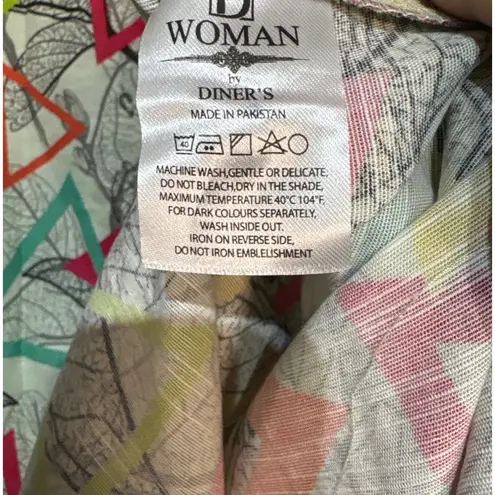 D
WOMAN
by
DINER'S
MADE IN PAKISTAN
40
MACHINE WASH,GENTLE OR DELICATE.
DO NOT BLEACH,DRY IN THE SHADE,
MAXIMUM TEMPERATURE 40°C 104°F,
FOR DARK COLOURS SEPARATELY,
WASH INSIDE OUT.
IRON ON REVERSE SIDE,
DO NOT IRON EMBLELISHMENT